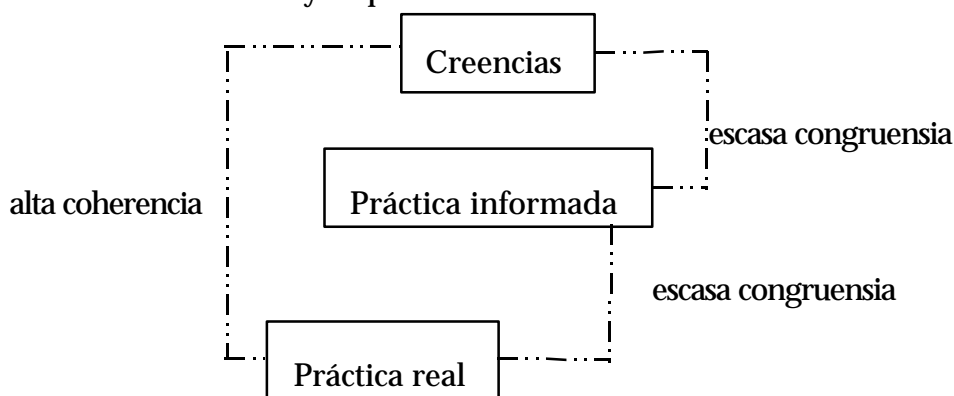 Creencias
escasa congruensia
alta coherencia
Práctica informada
escasa congruensia
Práctica real